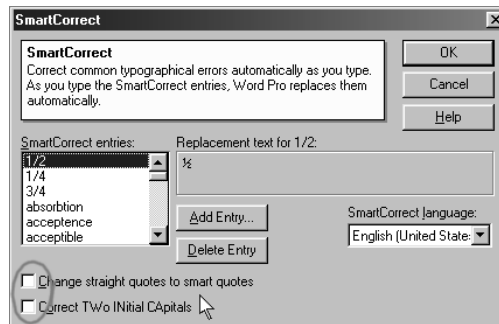 SmartCorrect
SmartCorrect
Correct common typographical errors automatically as you type.
As you type the SmartCorrect entries, Word Pro replaces them
automatically.
OK
Cancel
Help
SmartCorrect entries:
1/2
1/4
3/4
absorbtion
acceptence
acceptible
Replacement text for 1/2:
½
Add Entry...
Delete Entry
SmartCorrect language:
English (United State:
Change straight quotes to smart quotes
Correct TWo INitial CApitals